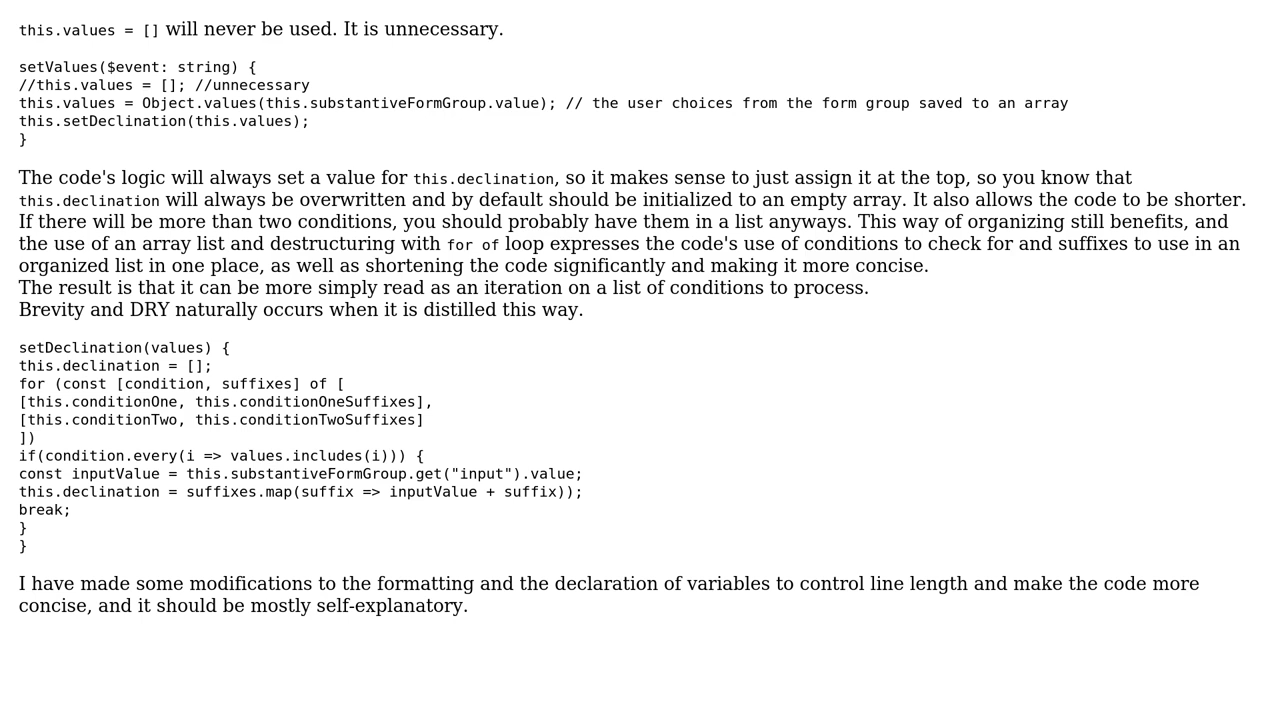 this.values = [] will never be used. It is unnecessary.
setValues($event: string) {
//this.values = []; //unnecessary
this.values = Object.values(this.substantiveFormGroup.value); // the user choices from the form group saved to an array
this.setDeclination(this.values);
}
The code's logic will always set a value for this.declination, so it makes sense to just assign it at the top, so you know that
this.declination will always be overwritten and by default should be initialized to an empty array. It also allows the code to be shorter.
If there will be more than two conditions, you should probably have them in a list anyways. This way of organizing still benefits, and
the use of an array list and destructuring with for of loop expresses the code's use of conditions to check for and suffixes to use in an
organized list in one place, as well as shortening the code significantly and making it more concise.
The result is that it can be more simply read as an iteration on a list of conditions to process.
Brevity and DRY naturally occurs when it is distilled this way.
setDeclination(values) {
this.declination = [];
for (const [condition, suffixes] of [
[this.conditionOne, this.conditionOneSuffixes],
[this.conditionTwo, this.conditionTwoSuffixes]
])
if(condition.every(i => values.includes(i))) {
const inputValue = this.substantiveFormGroup.get("input").value;
this.declination = suffixes.map(suffix => inputValue + suffix));
break;
}
}
I have made some modifications to the formatting and the declaration of variables to control line length and make the code more
concise, and it should be mostly self-explanatory.